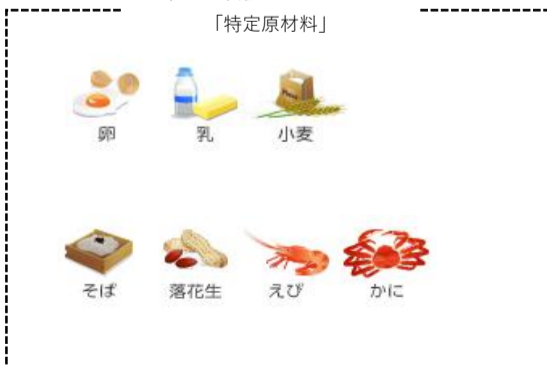 「特定原材料」
卵 乳 小麦
そば 落花生 えび かに